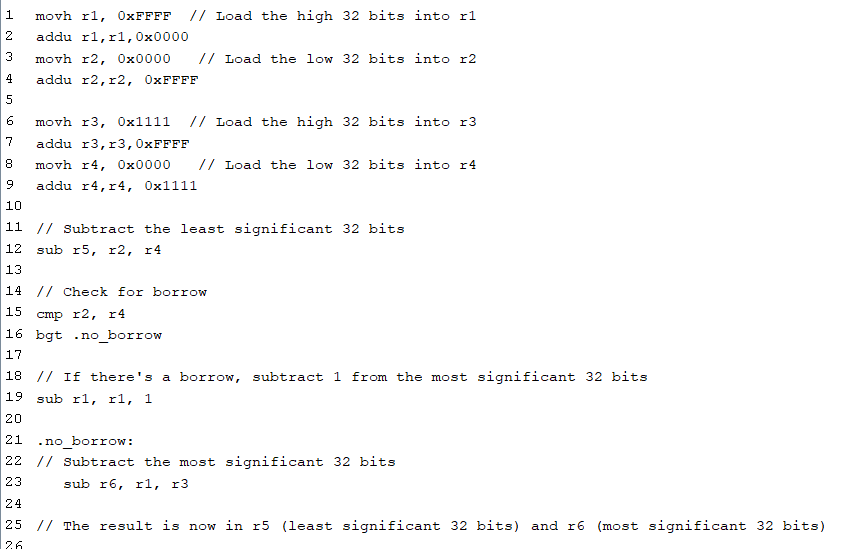 1 movh r1, 0xFFFF // Load the high 32 bits into r1
2 addu r1,r1,0x0000
3 movh r2, 0x0000 // Load the low 32 bits into r2
4 addu r2,r2, 0xFFFF
5
6 movh r3, 0x1111 // Load the high 32 bits into r3
7 addu r3,r3,0xFFFF
8 movh r4, 0x0000 // Load the low 32 bits into r4
9 addu r4,r4, 0x1111
10
11 // Subtract the least significant 32 bits
12 sub r5, r2, r4
13
14 // Check for borrow
15 cmp r2, r4
16 bgt .no_borrow
17
18 // If there's a borrow, subtract 1 from the most significant 32 bits
19 sub r1, r1, 1
20
21 .no_borrow:
22 // Subtract the most significant 32 bits
23 sub r6, r1, r3
24
25 // The result is now in r5 (least significant 32 bits) and r6 (most significant 32 bits)
26